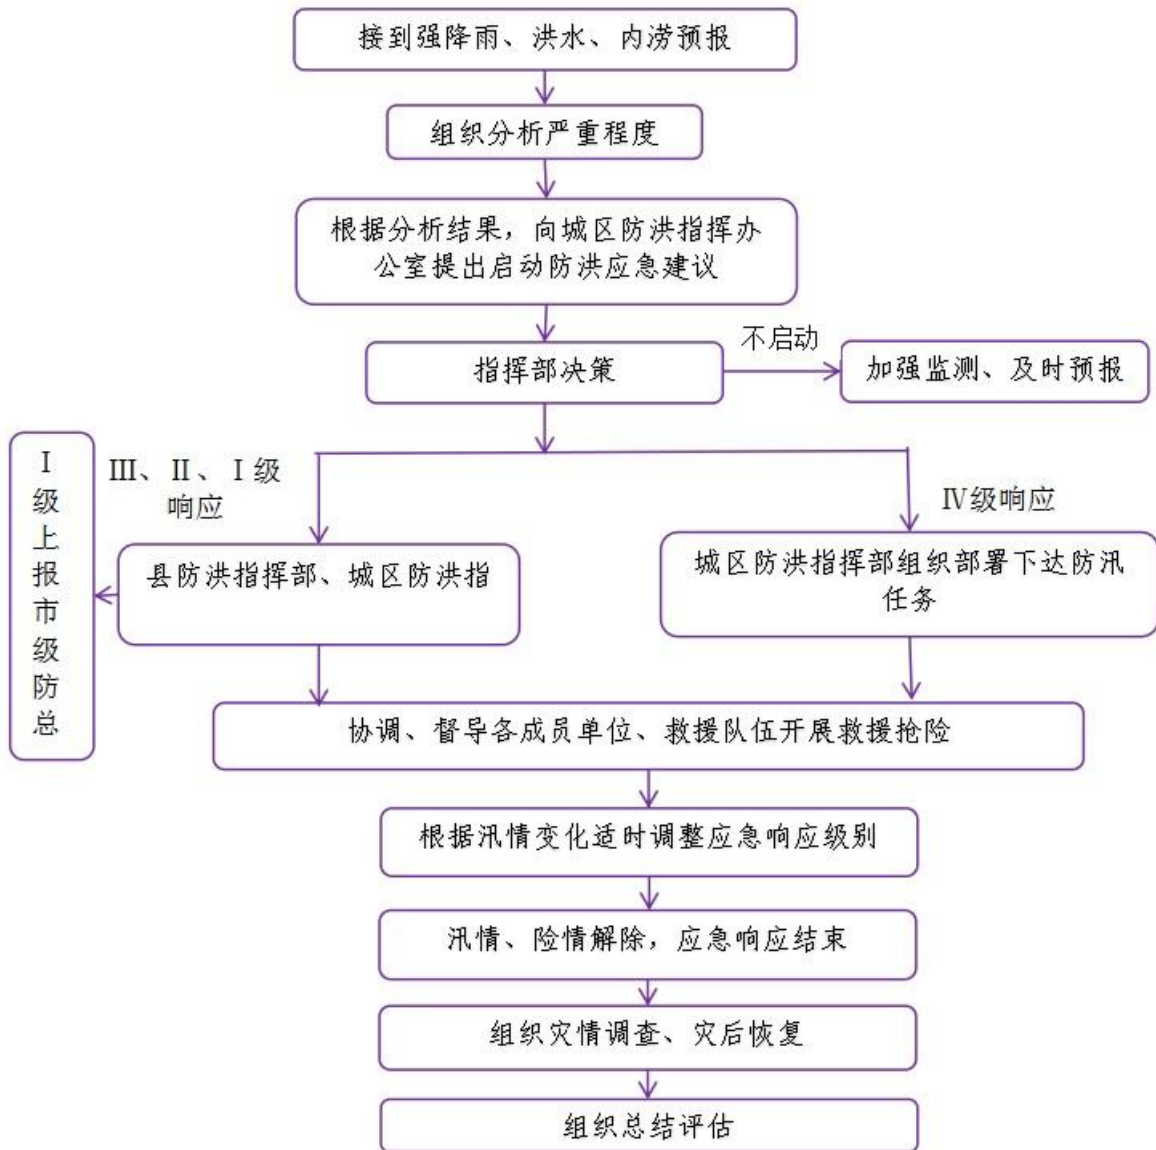 接到强降雨、洪水、内涝预报
组织分析严重程度
根据分析结果，向城区防洪指挥办
公室提出启动防洪应急建议
指挥部决策
不启动
加强监测、及时预报
Ⅲ、Ⅱ、Ⅰ级
响应
Ⅳ级响应
Ⅰ
级
上
报
市
级
防
总
县防洪指挥部、城区防洪指
城区防洪指挥部组织部署下达防汛
任务
协调、督导各成员单位、救援队伍开展救援抢险
根据汛情变化适时调整应急响应级别
汛情、险情解除，应急响应结束
组织灾情调查、灾后恢复
组织总结评估